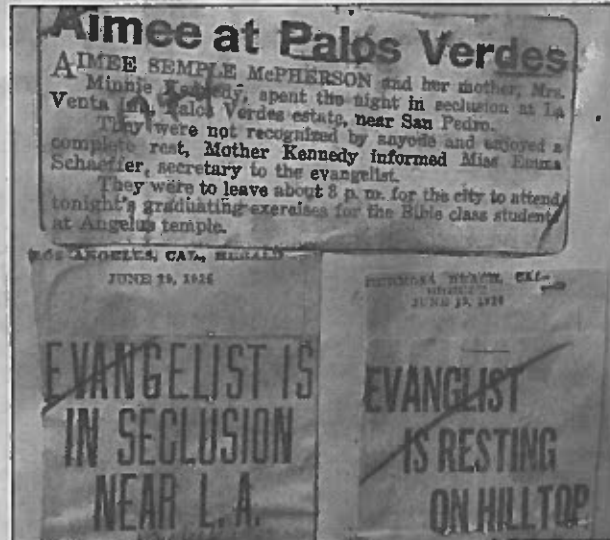 Aimee at Palos Verdes
AIMEE SEMPLE McPHERSON and her mother, Mrs.
Minnie Kennedy, spent the night in seclusion at La
Venta Inn, Palos Verdes estate, near San Pedro.
They were not recognized by anyone and enjoyed a
complete rest, Mother Kennedy informed Miss Emma
Schaeffer, secretary to the evangelist.
They were to leave about 8 p. m. for the city to attend
tonight's graduating exercises for the Bible class students
at Angelus temple.
LOS ANGELES, CAL., HERALD
JUNE 29, 1926
EVANGELIST IS
IN SECLUSION
NEAR L. A.
HERMOSA BEACH, CAL.
JUNE 1926
EVANGLIST
IS RESTING
ON HILLTOP